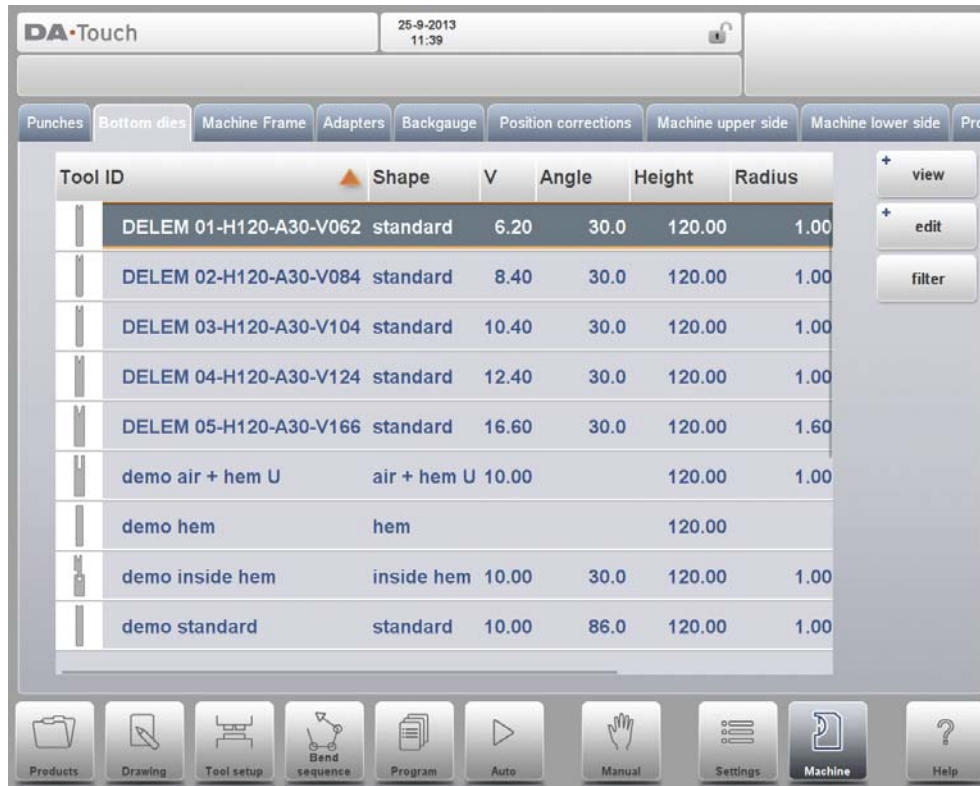 DA·Touch
25-9-2013
11:39
Punches Bottom dies Machine Frame Adapters Backgauge Position corrections Machine upper side Machine lower side Pro
Tool ID Shape V Angle Height Radius
DELEM 01-H120-A30-V062 standard 6.20 30.0 120.00 1.00
DELEM 02-H120-A30-V084 standard 8.40 30.0 120.00 1.00
DELEM 03-H120-A30-V104 standard 10.40 30.0 120.00 1.00
DELEM 04-H120-A30-V124 standard 12.40 30.0 120.00 1.00
DELEM 05-H120-A30-V166 standard 16.60 30.0 120.00 1.60
demo air + hem U air + hem U 10.00 120.00 1.00
demo hem hem 120.00
demo inside hem inside hem 10.00 30.0 120.00 1.00
demo standard standard 10.00 86.0 120.00 1.00
+ view
+ edit
filter
Products Drawing Tool setup Bend sequence Program Auto Manual Settings Machine ? Help